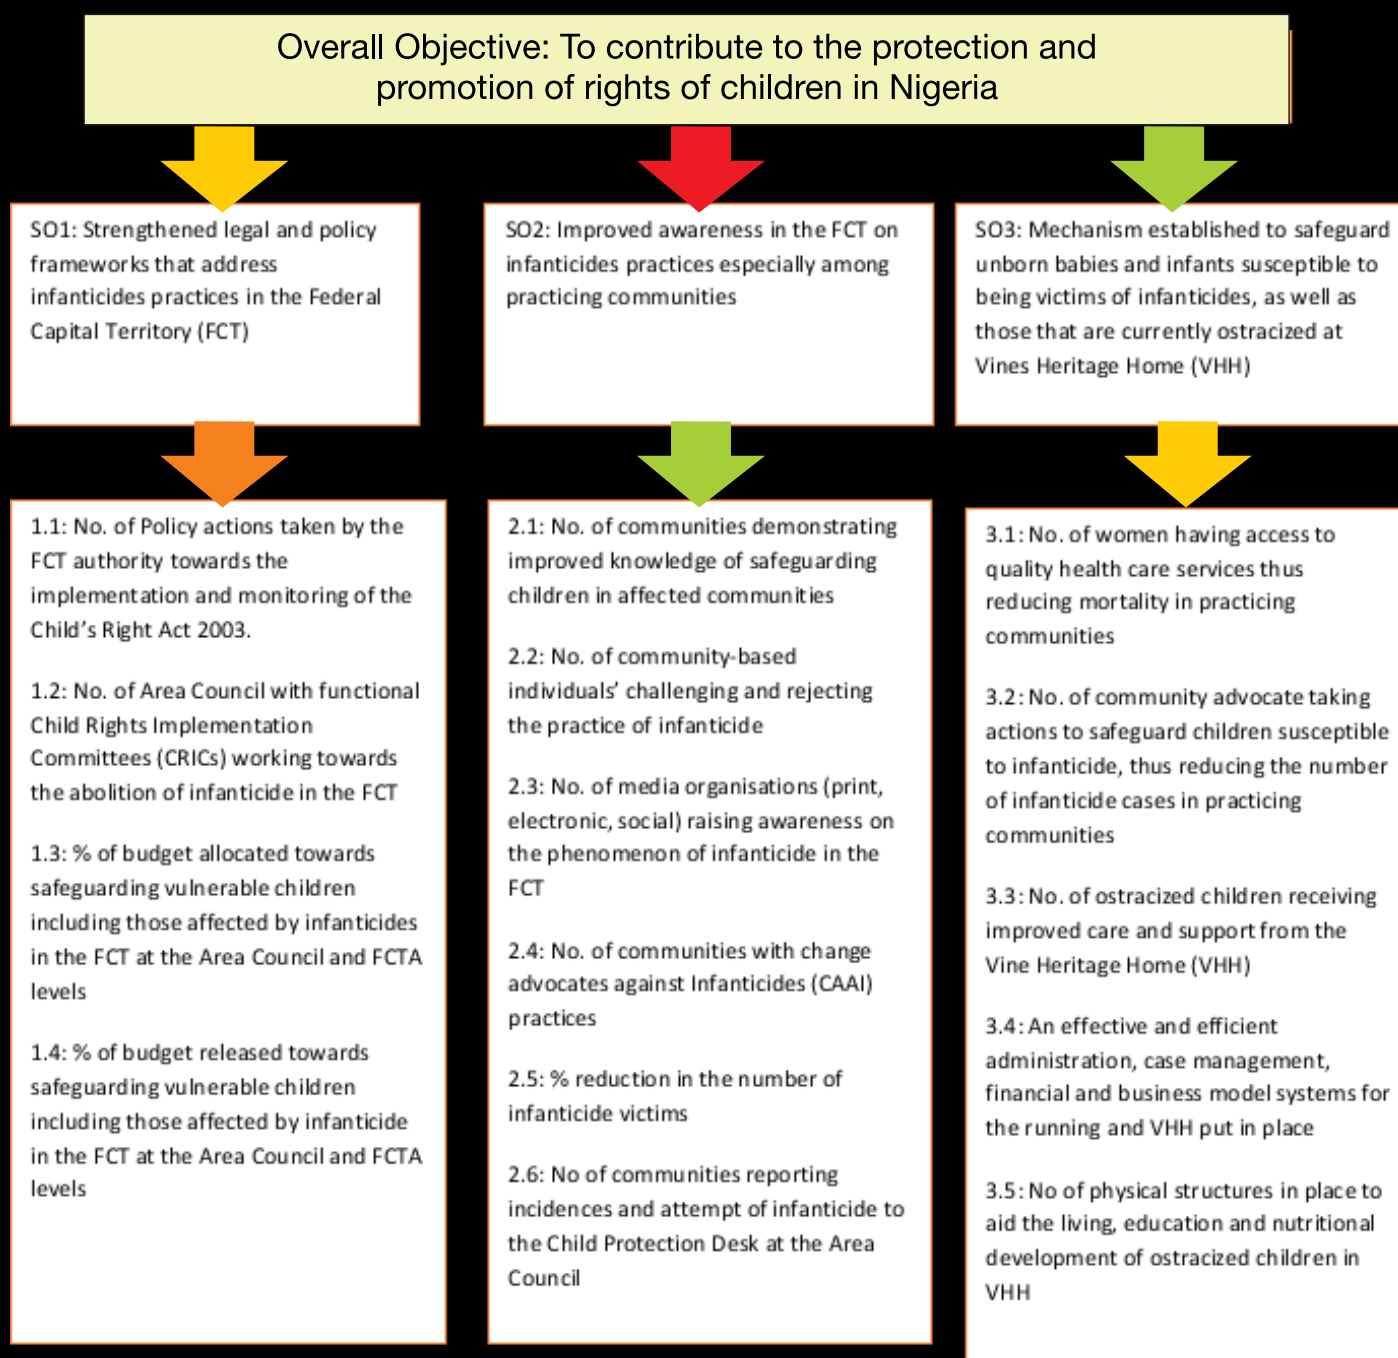 Overall Objective: To contribute to the protection and
promotion of rights of children in Nigeria
SO1: Strengthened legal and policy
frameworks that address
infanticides practices in the Federal
Capital Territory (FCT)
SO2: Improved awareness in the FCT on
infanticides practices especially among
practicing communities
SO3: Mechanism established to safeguard
unborn babies and infants susceptible to
being victims of infanticides, as well as
those that are currently ostracized at
Vines Heritage Home (VHH)
1.1: No. of Policy actions taken by the
FCT authority towards the
implementation and monitoring of the
Child's Right Act 2003.
1.2: No. of Area Council with functional
Child Rights Implementation
Committees (CRICs) working towards
the abolition of infanticide in the FCT
1.3: % of budget allocated towards
safeguarding vulnerable children
including those affected by infanticides
in the FCT at the Area Council and FCTA
levels
1.4: % of budget released towards
safeguarding vulnerable children
including those affected by infanticide
in the FCT at the Area Council and FCTA
levels
2.1: No. of communities demonstrating
improved knowledge of safeguarding
children in affected communities
2.2: No. of community-based
individuals' challenging and rejecting
the practice of infanticide
2.3: No. of media organisations (print,
electronic, social) raising awareness on
the phenomenon of infanticide in the
FCT
2.4: No. of communities with change
advocates against Infanticides (CAAI)
practices
2.5: % reduction in the number of
infanticide victims
2.6: No of communities reporting
incidences and attempt of infanticide to
the Child Protection Desk at the Area
Council
3.1: No. of women having access to
quality health care services thus
reducing mortality in practicing
communities
3.2: No. of community advocate taking
actions to safeguard children susceptible
to infanticide, thus reducing the number
of infanticide cases in practicing
communities
3.3: No. of ostracized children receiving
improved care and support from the
Vine Heritage Home (VHH)
3.4: An effective and efficient
administration, case management,
financial and business model systems for
the running and VHH put in place
3.5: No of physical structures in place to
aid the living, education and nutritional
development of ostracized children in
VHH